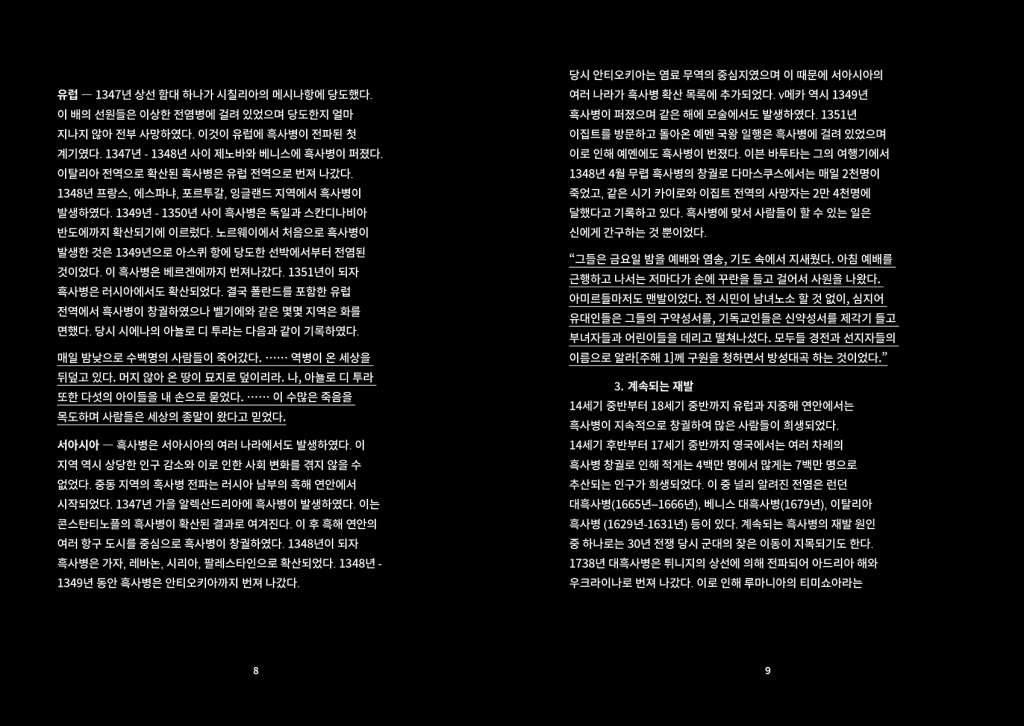 유럽 — 1347년 상선 함대 하나가 시칠리아의 메시나항에 당도했다.
이 배의 선원들은 이상한 전염병에 걸려 있었으며 당도한지 얼마
지나지 않아 전부 사망하였다. 이것이 유럽에 흑사병이 전파된 첫
계기였다. 1347년 - 1348년 사이 제노바와 베니스에 흑사병이 퍼졌다.
이탈리아 전역으로 확산된 흑사병은 유럽 전역으로 번져 나갔다.
1348년 프랑스, 에스파냐, 포르투갈, 잉글랜드 지역에서 흑사병이
발생하였다. 1349년 - 1350년 사이 흑사병은 독일과 스칸디나비아
반도에까지 확산되기에 이르렀다. 노르웨이에서 처음으로 흑사병이
발생한 것은 1349년으로 아스퀴 항에 당도한 선박에서부터 전염된
것이었다. 이 흑사병은 베르겐에까지 번져나갔다. 1351년이 되자
흑사병은 러시아에서도 확산되었다. 결국 폴란드를 포함한 유럽
전역에서 흑사병이 창궐하였으나 벨기에와 같은 몇몇 지역은 화를
면했다. 당시 시에나의 아뇰로 디 투라는 다음과 같이 기록하였다.
매일 밤낮으로 수백명의 사람들이 죽어갔다. …… 역병이 온 세상을
뒤덮고 있다. 머지 않아 온 땅이 묘지로 덮이리라. 나, 아뇰로 디 투라
또한 다섯의 아이들을 내 손으로 묻었다. …… 이 수많은 죽음을
목도하며 사람들은 세상의 종말이 왔다고 믿었다.
서아시아 — 흑사병은 서아시아의 여러 나라에서도 발생하였다. 이
지역 역시 상당한 인구 감소와 이로 인한 사회 변화를 겪지 않을 수
없었다. 중동 지역의 흑사병 전파는 러시아 남부의 흑해 연안에서
시작되었다. 1347년 가을 알렉산드리아에 흑사병이 발생하였다. 이는
콘스탄티노플의 흑사병이 확산된 결과로 여겨진다. 이 후 흑해 연안의
여러 항구 도시를 중심으로 흑사병이 창궐하였다. 1348년이 되자
흑사병은 가자, 레바논, 시리아, 팔레스타인으로 확산되었다. 1348년 -
1349년 동안 흑사병은 안티오키아까지 번져 나갔다.
8
당시 안티오키아는 염료 무역의 중심지였으며 이 때문에 서아시아의
여러 나라가 흑사병 확산 목록에 추가되었다. v메카 역시 1349년
흑사병이 퍼졌으며 같은 해에 모술에서도 발생하였다. 1351년
이집트를 방문하고 돌아온 예멘 국왕 일행은 흑사병에 걸려 있었으며
이로 인해 예멘에도 흑사병이 번졌다. 이븐 바투타는 그의 여행기에서
1348년 4월 무렵 흑사병의 창궐로 다마스쿠스에서는 매일 2천명이
죽었고, 같은 시기 카이로와 이집트 전역의 사망자는 2만 4천명에
달했다고 기록하고 있다. 흑사병에 맞서 사람들이 할 수 있는 일은
신에게 간구하는 것 뿐이었다.
“그들은 금요일 밤을 예배와 염송, 기도 속에서 지새웠다. 아침 예배를
근행하고 나서는 저마다가 손에 꾸란을 들고 걸어서 사원을 나왔다.
아미르들마저도 맨발이었다. 전 시민이 남녀노소 할 것 없이, 심지어
유대인들은 그들의 구약성서를, 기독교인들은 신약성서를 제각기 들고
부녀자들과 어린이들을 데리고 떨쳐나섰다. 모두들 경전과 선지자들의
이름으로 알라[주해 1]께 구원을 청하면서 방성대곡 하는 것이었다.”
3. 계속되는 재발
14세기 중반부터 18세기 중반까지 유럽과 지중해 연안에서는
흑사병이 지속적으로 창궐하여 많은 사람들이 희생되었다.
14세기 후반부터 17세기 중반까지 영국에서는 여러 차례의
흑사병 창궐로 인해 적게는 4백만 명에서 많게는 7백만 명으로
추산되는 인구가 희생되었다. 이 중 널리 알려진 전염은 런던
대흑사병(1665년–1666년), 베니스 대흑사병(1679년), 이탈리아
흑사병 (1629년-1631년) 등이 있다. 계속되는 흑사병의 재발 원인
중 하나로는 30년 전쟁 당시 군대의 잦은 이동이 지목되기도 한다.
1738년 대흑사병은 튀니지의 상선에 의해 전파되어 아드리아 해와
우크라이나로 번져 나갔다. 이로 인해 루마니아의 티미쇼아라는
9